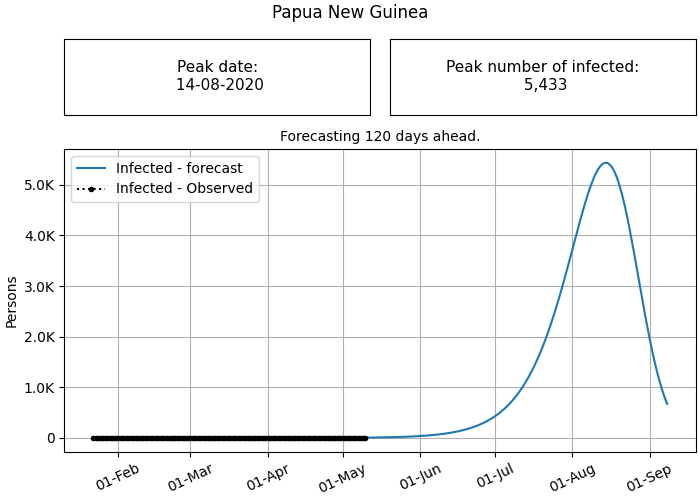 Papua New Guinea
Peak date:
14-08-2020
Peak number of infected:
5,433
Forecasting 120 days ahead.
Infected - forecast
Infected - Observed
5.0K
4.0K
3.0K
2.0K
1.0K
0
Persons
01-Feb
01-Mar
01-Apr
01-May
01-Jun
01-Jul
01-Aug
01-Sep